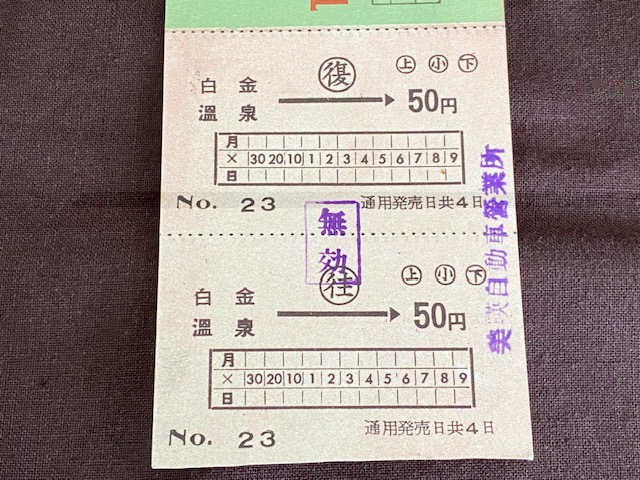 復
上 小 下
白金温泉 → 50円
月
× 30 20 10 1 2 3 4 5 6 7 8 9
日
No. 23
通用発売日共4日
無効
往
上 小 下
白金温泉 → 50円
月
× 30 20 10 1 2 3 4 5 6 7 8 9
日
No. 23
通用発売日共4日
美瑛自動車営業所